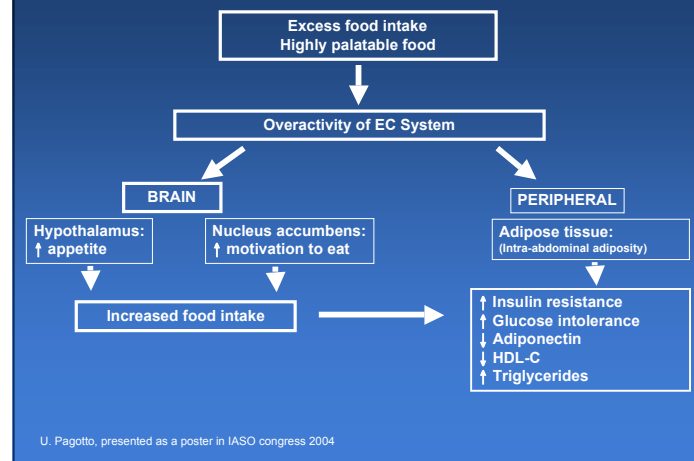 Excess food intake
Highly palatable food
Overactivity of EC System
BRAIN
PERIPHERAL
Hypothalamus:
↑ appetite
Nucleus accumbens:
↑ motivation to eat
Adipose tissue:
(Intra-abdominal adiposity)
Increased food intake
↑ Insulin resistance
↑ Glucose intolerance
↓ Adiponectin
↓ HDL-C
↑ Triglycerides
U. Pagotto, presented as a poster in IASO congress 2004